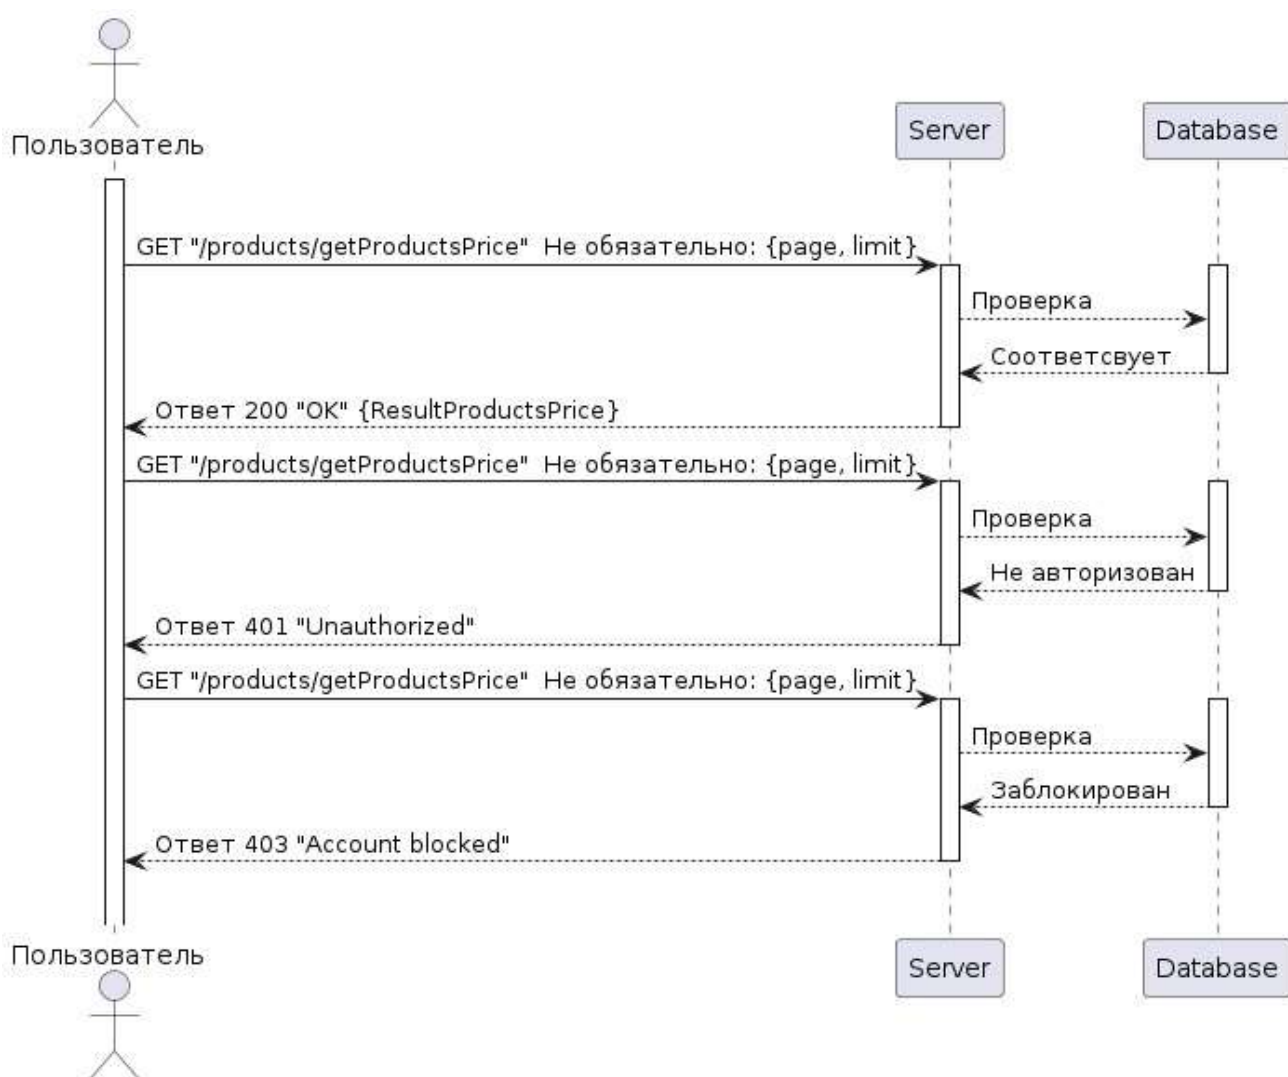 Пользователь
Server
Database
GET "/products/getProductsPrice"  Не обязательно: {page, limit}
Проверка
Соответсвует
Ответ 200 "OK" {ResultProductsPrice}
GET "/products/getProductsPrice"  Не обязательно: {page, limit}
Проверка
Не авторизован
Ответ 401 "Unauthorized"
GET "/products/getProductsPrice"  Не обязательно: {page, limit}
Проверка
Заблокирован
Ответ 403 "Account blocked"
Пользователь
Server
Database